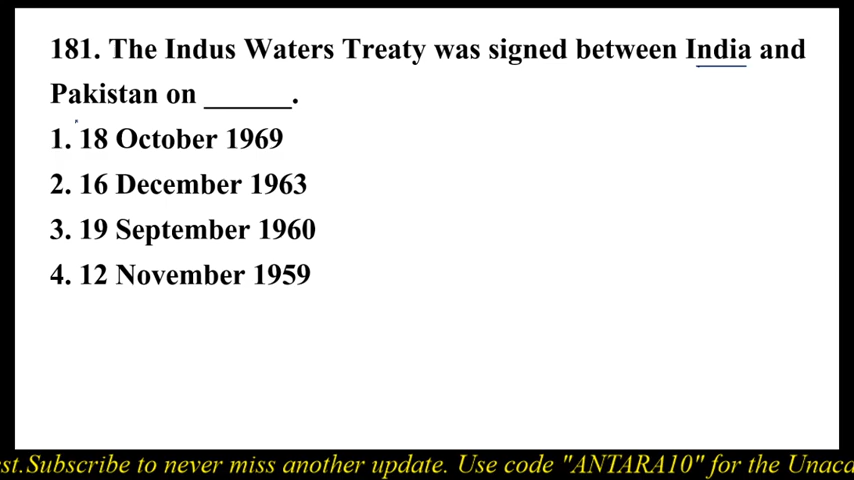 181. The Indus Waters Treaty was signed between India and
Pakistan on ______.
1. 18 October 1969
2. 16 December 1963
3. 19 September 1960
4. 12 November 1959
Subscribe to never miss another update. Use code "ANTARA10" for the